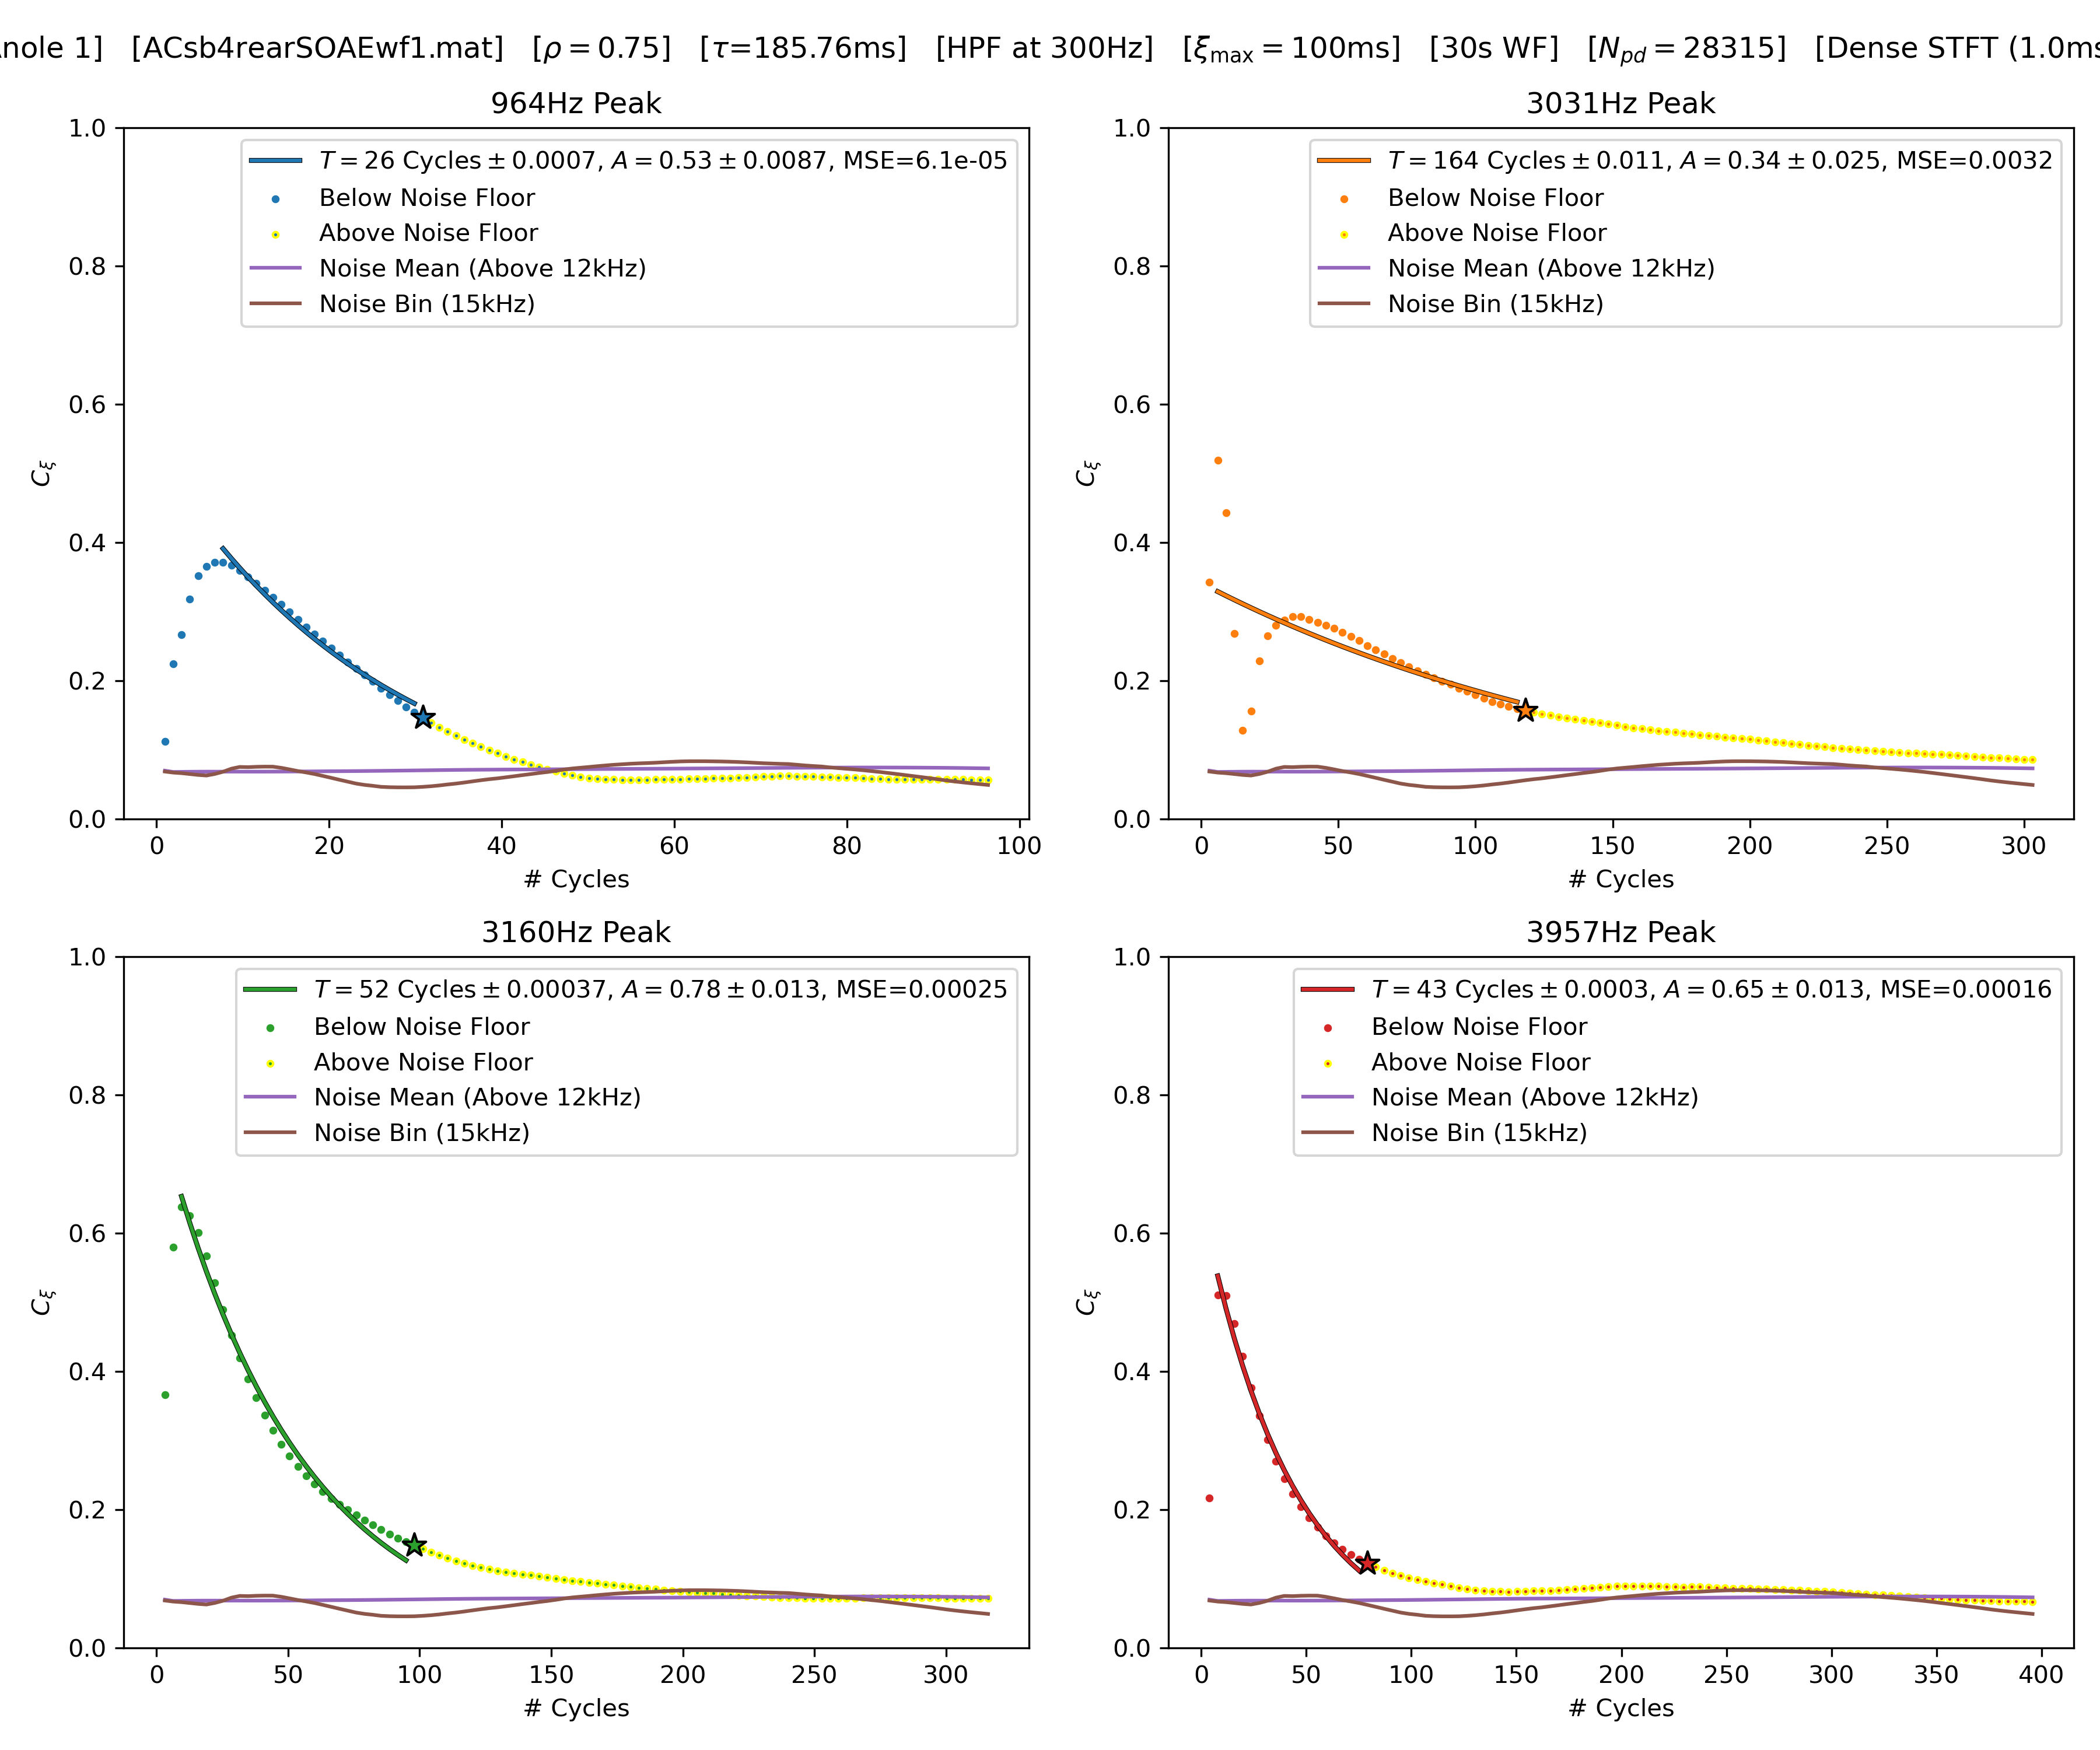 nole 1] [ACsb4rearSOAEwf1.mat] [ρ = 0.75] [τ=185.76ms] [HPF at 300Hz] [ξmax = 100ms] [30s WF] [Npd = 28315] [Dense STFT (1.0ms
964Hz Peak
T = 26 Cycles ± 0.0007, A = 0.53 ± 0.0087, MSE=6.1e-05
Below Noise Floor
Above Noise Floor
Noise Mean (Above 12kHz)
Noise Bin (15kHz)
1.0
0.8
0.6
0.4
0.2
0.0
Cξ
0 20 40 60 80 100
# Cycles
3031Hz Peak
T = 164 Cycles ± 0.011, A = 0.34 ± 0.025, MSE=0.0032
Below Noise Floor
Above Noise Floor
Noise Mean (Above 12kHz)
Noise Bin (15kHz)
1.0
0.8
0.6
0.4
0.2
0.0
Cξ
0 50 100 150 200 250 300
# Cycles
3160Hz Peak
T = 52 Cycles ± 0.00037, A = 0.78 ± 0.013, MSE=0.00025
Below Noise Floor
Above Noise Floor
Noise Mean (Above 12kHz)
Noise Bin (15kHz)
1.0
0.8
0.6
0.4
0.2
0.0
Cξ
0 50 100 150 200 250 300
# Cycles
3957Hz Peak
T = 43 Cycles ± 0.0003, A = 0.65 ± 0.013, MSE=0.00016
Below Noise Floor
Above Noise Floor
Noise Mean (Above 12kHz)
Noise Bin (15kHz)
1.0
0.8
0.6
0.4
0.2
0.0
Cξ
0 50 100 150 200 250 300 350 400
# Cycles